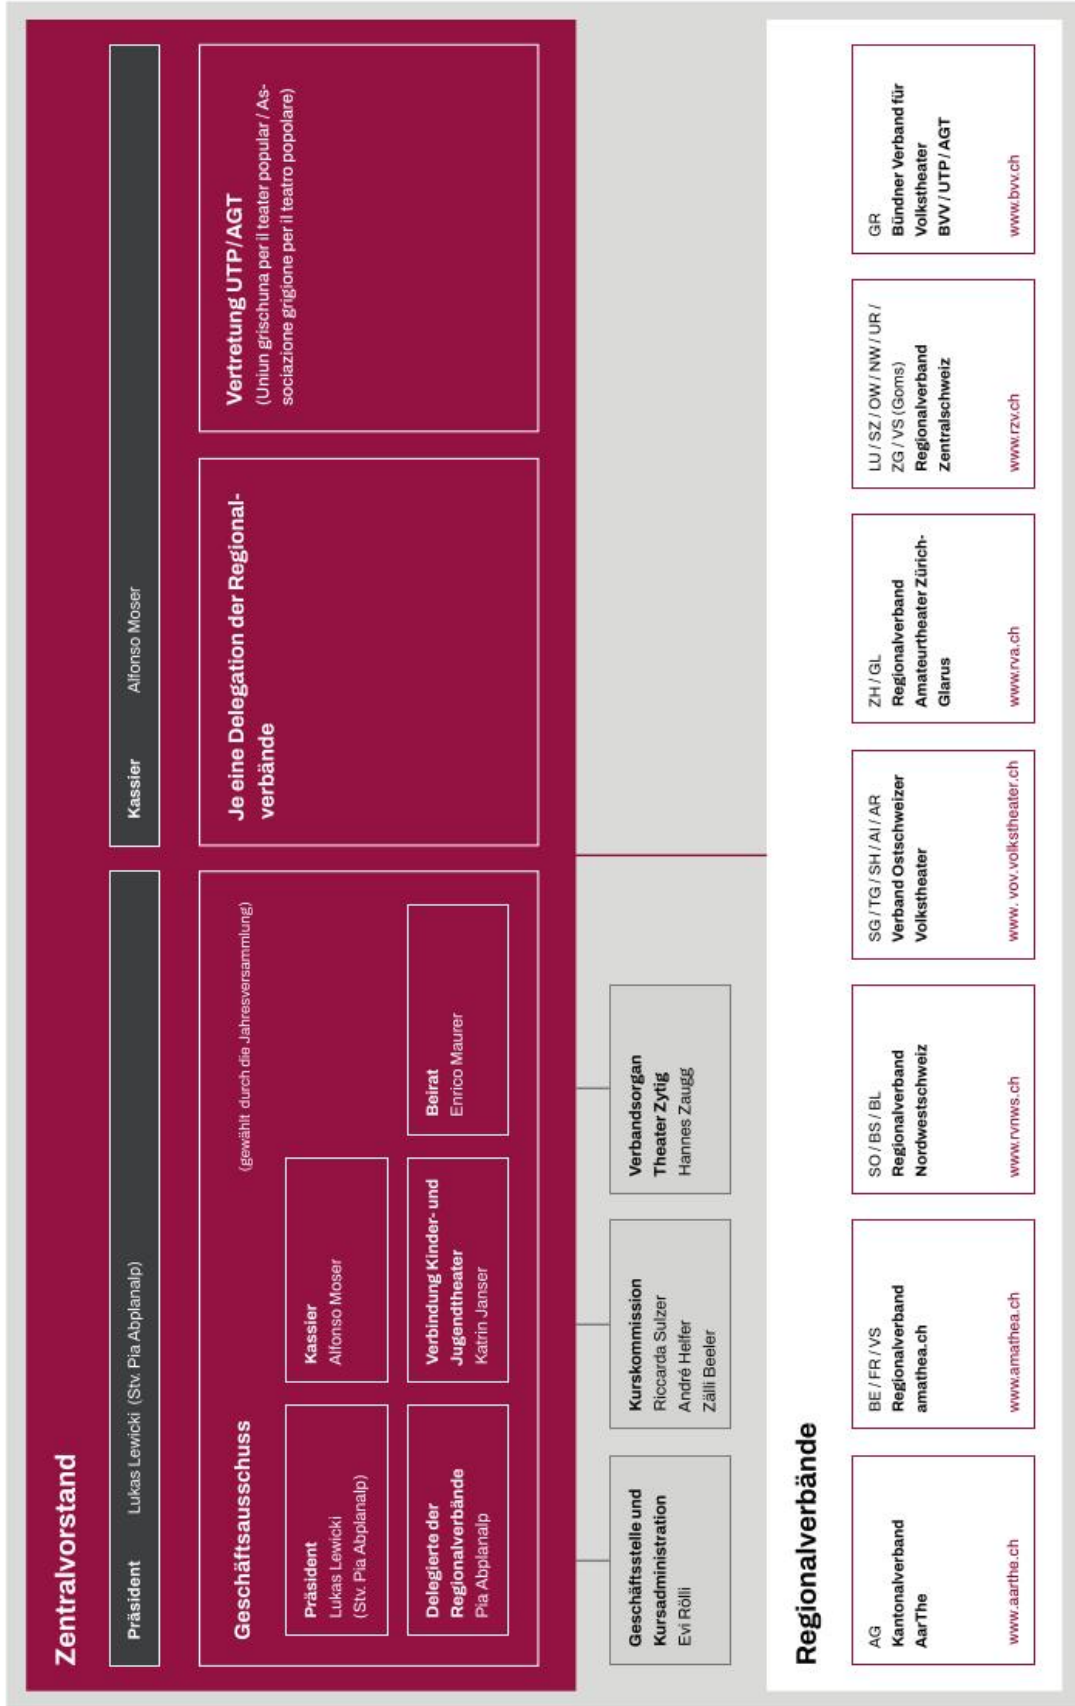 Zentralvorstand
Präsident Lukas Lewicki (Stv. Pia Abplanalp)
Kassier Alfonso Moser
Geschäftsausschuss (gewählt durch die Jahresversammlung)
Präsident
Lukas Lewicki
(Stv. Pia Abplanalp)
Kassier
Alfonso Moser
Delegierte der
Regionalverbände
Pia Abplanalp
Verbindung Kinder- und
Jugendtheater
Katrin Janser
Beirat
Enrico Maurer
Je eine Delegation der Regional-
verbände
Vertretung UTP/AGT
(Uniun grischuna per il teater popular / As-
sociazione grigione per il teatro popolare)
Geschäftsstelle und
Kursadministration
Evi Rölli
Kurskommission
Riccarda Sulzer
André Helfer
Zälli Beeler
Verbandsorgan
Theater Zytig
Hannes Zaugg
Regionalverbände
AG
Kantonalverband
AarThe
www.aarthe.ch
BE / FR / VS
Regionalverband
amathea.ch
www.amathea.ch
SO / BS / BL
Regionalverband
Nordwestschweiz
www.rvnws.ch
SG / TG / SH / AI / AR
Verband Ostschweizer
Volkstheater
www. vov.volkstheater.ch
ZH / GL
Regionalverband
Amateurtheater Zürich-
Glarus
www.rva.ch
LU / SZ / OW / NW / UR /
ZG / VS (Goms)
Regionalverband
Zentralschweiz
www.rzv.ch
GR
Bündner Verband für
Volkstheater
BVV / UTP / AGT
www.bvv.ch